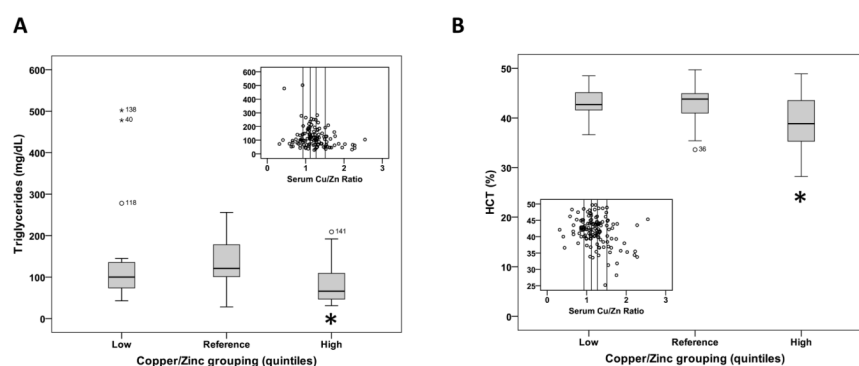 A
Triglycerides (mg/dL)
600
500
400
300
200
100
0
138
40
118
141
*
Low
Reference
High
Copper/Zinc grouping (quintiles)
600
500
400
300
200
100
0
0
1
2
3
Serum Cu/Zn Ratio
B
HCT (%)
50
40
30
20
10
0
36
*
Low
Reference
High
Copper/Zinc grouping (quintiles)
50
45
40
35
30
25
0
1
2
3
Serum Cu/Zn Ratio